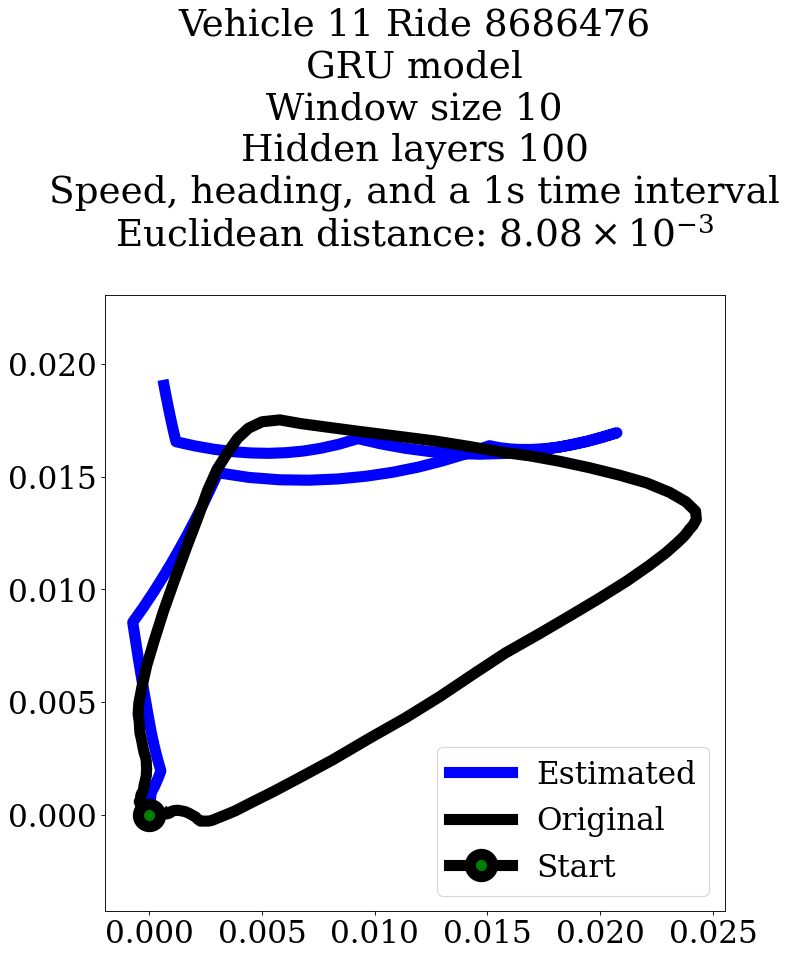 Vehicle 11 Ride 8686476
GRU model
Window size 10
Hidden layers 100
Speed, heading, and a 1s time interval
Euclidean distance: 8.08 × 10⁻³
0.020
0.015
0.010
0.005
0.000
Estimated
Original
Start
0.000 0.005 0.010 0.015 0.020 0.025